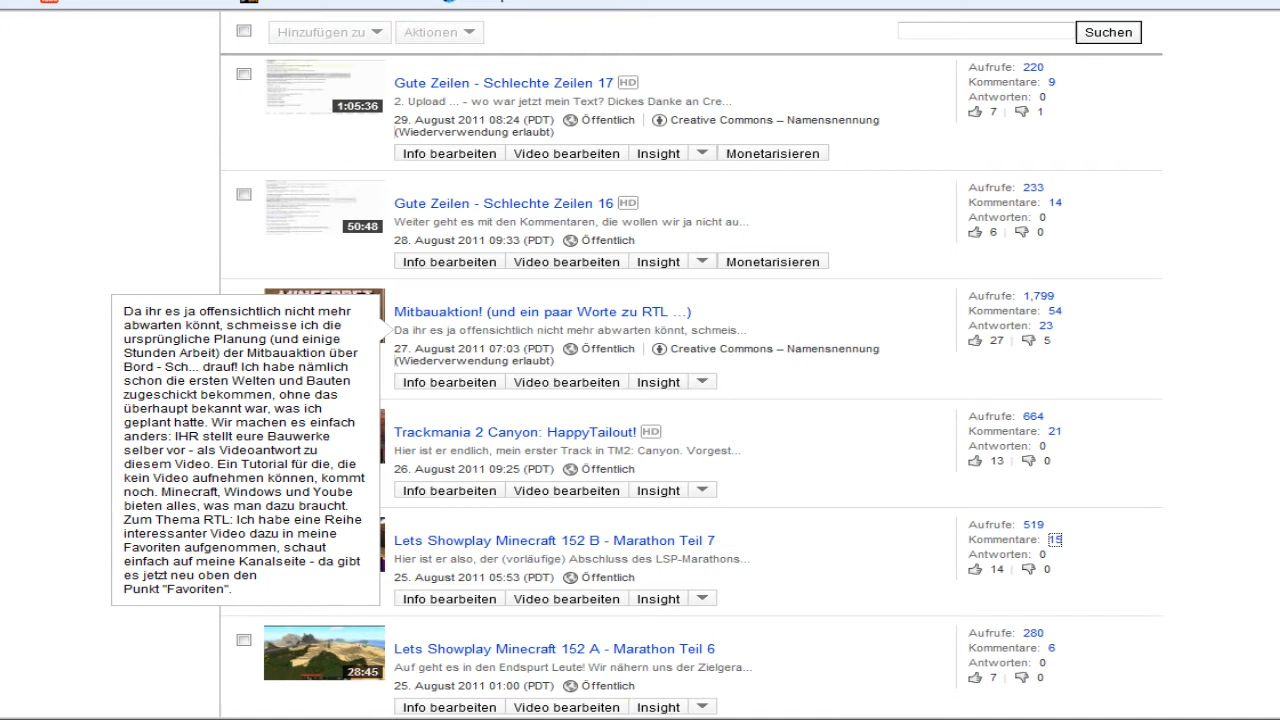 Hinzufügen zu
Aktionen
Suchen
1:05:36
Gute Zeilen - Schlechte Zeilen 17 HD
2. Upload . . - wo war jetzt mein Text? Dickes Danke an Cre...
29. August 2011 08:24 (PDT) Öffentlich Creative Commons – Namensnennung
(Wiederverwendung erlaubt)
Info bearbeiten Video bearbeiten Insight Monetarisieren
Aufrufe: 220
Kommentare: 9
Antworten: 0
7 1
50:48
Gute Zeilen - Schlechte Zeilen 16 HD
Weiter geht es mit den Kommentaren, die wollen wir ja nicht au...
28. August 2011 09:33 (PDT) Öffentlich
Info bearbeiten Video bearbeiten Insight Monetarisieren
Aufrufe: 233
Kommentare: 14
Antworten: 0
6 0
Mitbauaktion! (und ein paar Worte zu RTL ...)
Da ihr es ja offensichtlich nicht mehr abwarten könnt, schmeis...
27. August 2011 07:03 (PDT) Öffentlich Creative Commons – Namensnennung
(Wiederverwendung erlaubt)
Info bearbeiten Video bearbeiten Insight
Aufrufe: 1,799
Kommentare: 54
Antworten: 23
27 5
Da ihr es ja offensichtlich nicht mehr
abwarten könnt, schmeisse ich die
ursprüngliche Planung (und einige
Stunden Arbeit) der Mitbauaktion über
Bord - Sch... drauf! Ich habe nämlich
schon die ersten Welten und Bauten
zugeschickt bekommen, ohne das
überhaupt bekannt war, was ich
geplant hatte. Wir machen es einfach
anders: IHR stellt eure Bauwerke
selber vor - als Videoantwort zu
diesem Video. Ein Tutorial für die, die
kein Video aufnehmen können, kommt
noch. Minecraft, Windows und Yoube
bieten alles, was man dazu braucht.
Zum Thema RTL: Ich habe eine Reihe
interessanter Video dazu in meine
Favoriten aufgenommen, schaut
einfach auf meine Kanalseite - da gibt
es jetzt neu oben den
Punkt "Favoriten".
Trackmania 2 Canyon: HappyTailout! HD
Hier ist er endlich, mein erster Track in TM2: Canyon. Vorgest...
26. August 2011 09:25 (PDT) Öffentlich
Info bearbeiten Video bearbeiten Insight
Aufrufe: 664
Kommentare: 21
Antworten: 0
13 0
Lets Showplay Minecraft 152 B - Marathon Teil 7
Hier ist er also, der (vorläufige) Abschluss des LSP-Marathons...
25. August 2011 05:53 (PDT) Öffentlich
Info bearbeiten Video bearbeiten Insight
Aufrufe: 519
Kommentare: 15
Antworten: 0
14 0
28:45
Lets Showplay Minecraft 152 A - Marathon Teil 6
Auf geht es in den Endspurt Leute! Wir nähern uns der Zielgera...
25. August 2011 01:00 (PDT) Öffentlich
Info bearbeiten Video bearbeiten Insight
Aufrufe: 280
Kommentare: 6
Antworten: 0
7 0